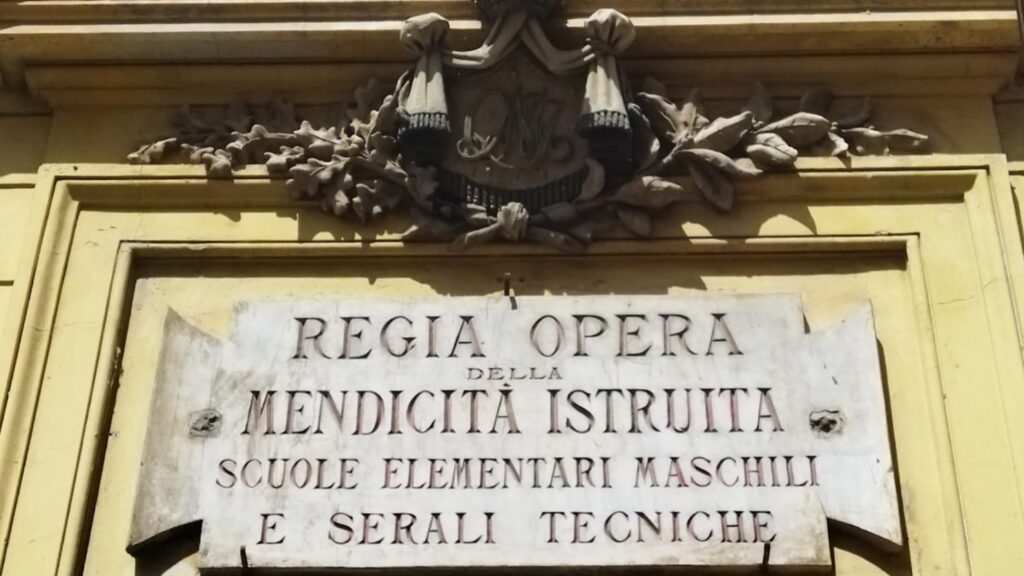 REGIA OPERA
DELLA
MENDICITÀ ISTRUITA
SCUOLE ELEMENTARI MASCHILI
E SERALI TECNICHE